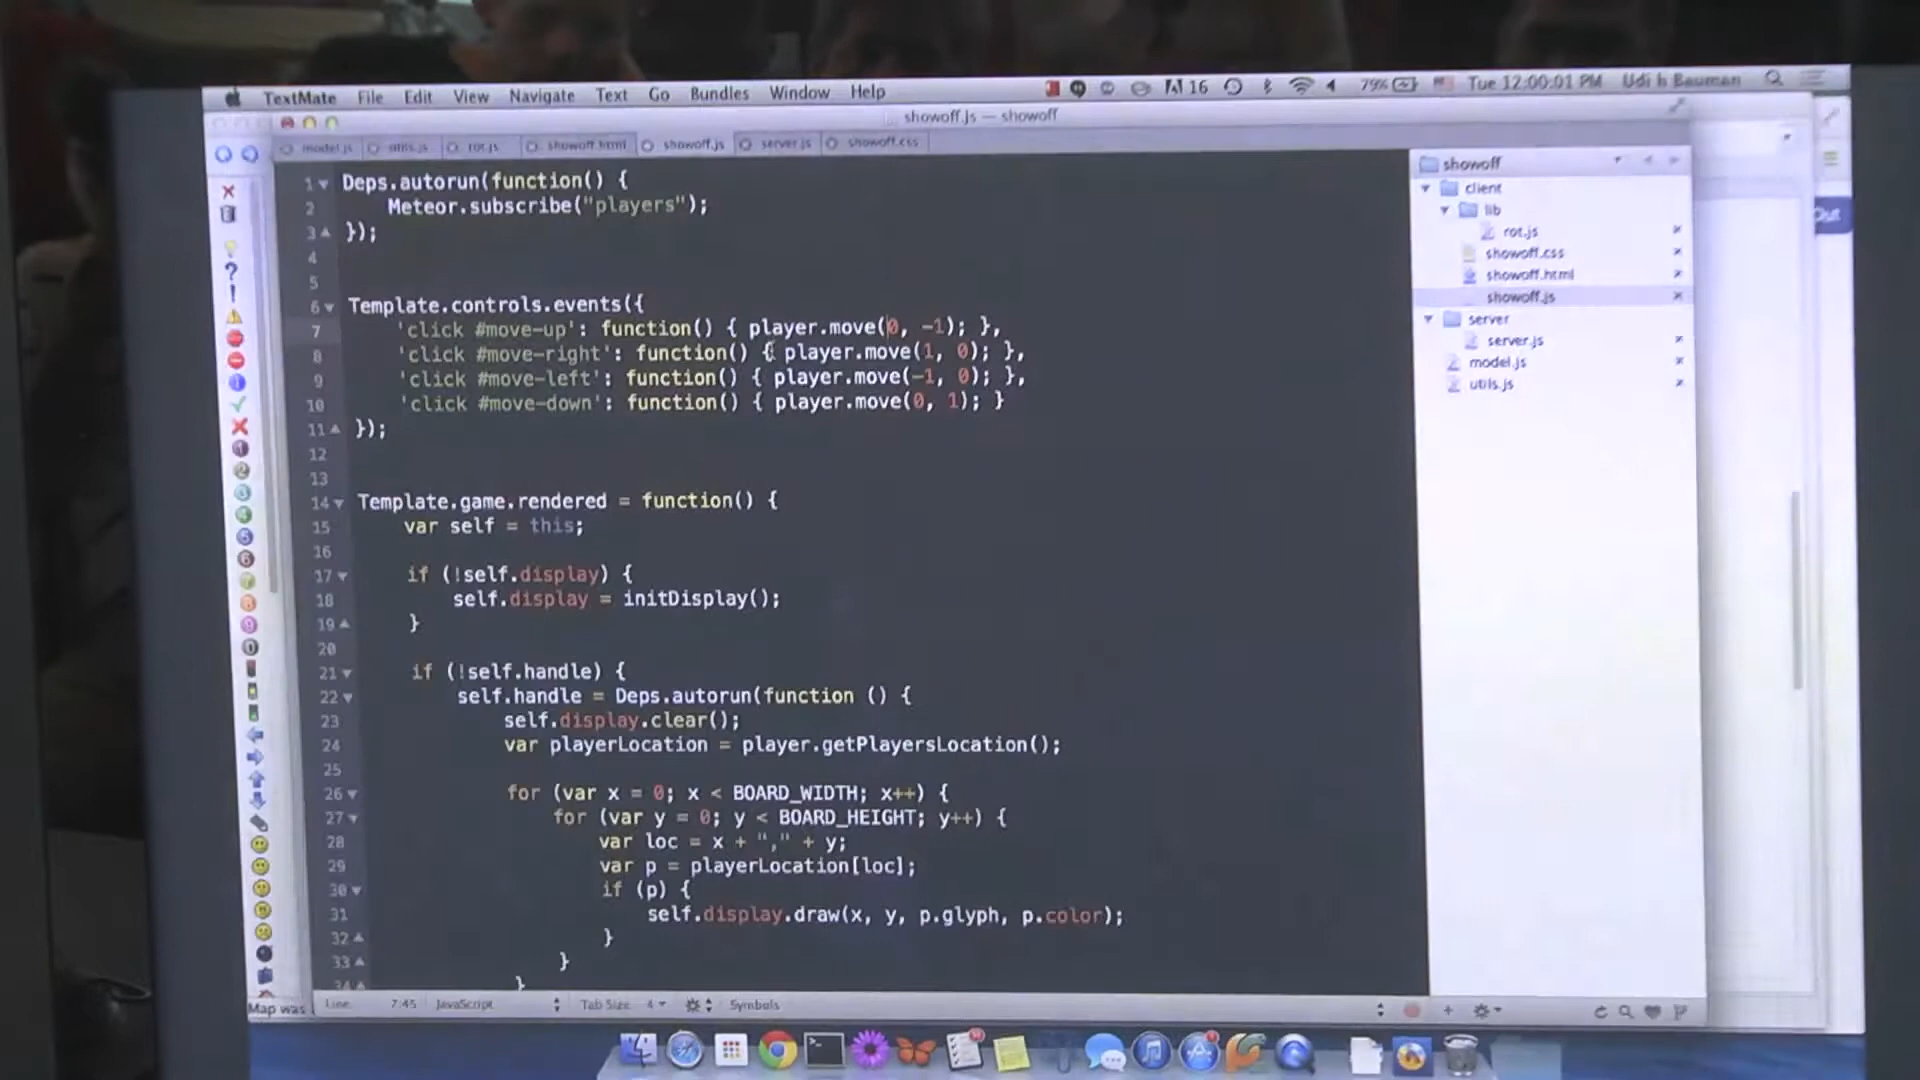 TextMate File Edit View Navigate Text Go Bundles Window Help
16 79% Tue 12:00:01 PM Udi h Bauman
showoff.js — showoff
model.js utils.js rot.js showoff.html showoff.js server.js showoff.css
1 Deps.autorun(function() {
2 Meteor.subscribe("players");
3 });
4
5
6 Template.controls.events({
7 'click #move-up': function() { player.move(0, -1); },
8 'click #move-right': function() { player.move(1, 0); },
9 'click #move-left': function() { player.move(-1, 0); },
10 'click #move-down': function() { player.move(0, 1); }
11 });
12
13
14 Template.game.rendered = function() {
15 var self = this;
16
17 if (!self.display) {
18 self.display = initDisplay();
19 }
20
21 if (!self.handle) {
22 self.handle = Deps.autorun(function () {
23 self.display.clear();
24 var playerLocation = player.getPlayersLocation();
25
26 for (var x = 0; x < BOARD_WIDTH; x++) {
27 for (var y = 0; y < BOARD_HEIGHT; y++) {
28 var loc = x + "," + y;
29 var p = playerLocation[loc];
30 if (p) {
31 self.display.draw(x, y, p.glyph, p.color);
32 }
33 }
34 }
showoff
client
lib
rot.js
showoff.css
showoff.html
showoff.js
server
server.js
model.js
utils.js
Out
Map was
Line: 7:45 JavaScript Tab Size: 4 Symbols